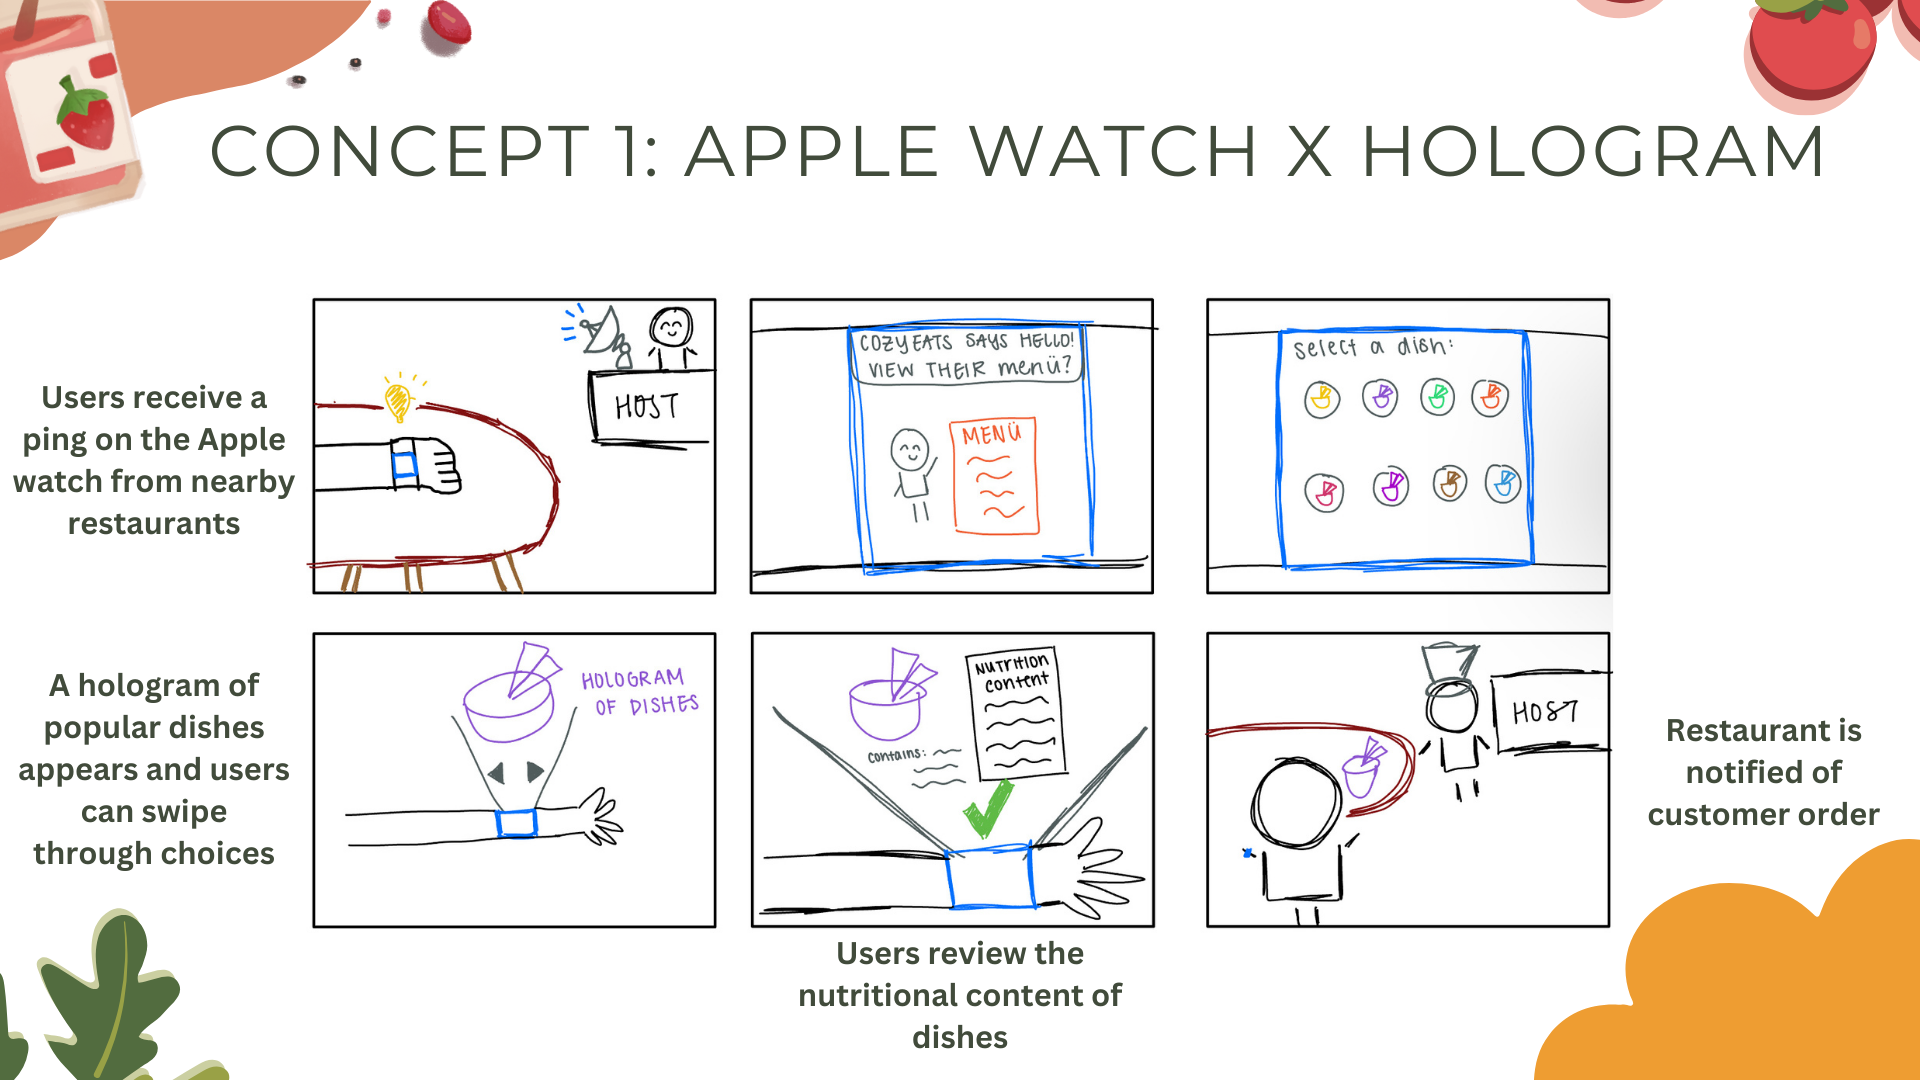 CONCEPT 1: APPLE WATCH X HOLOGRAM
Users receive a
ping on the Apple
watch from nearby
restaurants
HOST
COZYEATS SAYS HELLO!
VIEW THEIR menü?
MENÜ
Select a dish:
A hologram of
popular dishes
appears and users
can swipe
through choices
HOLOGRAM
OF DISHES
NUTRITION
content
contains:
HOST
Restaurant is
notified of
customer order
Users review the
nutritional content of
dishes